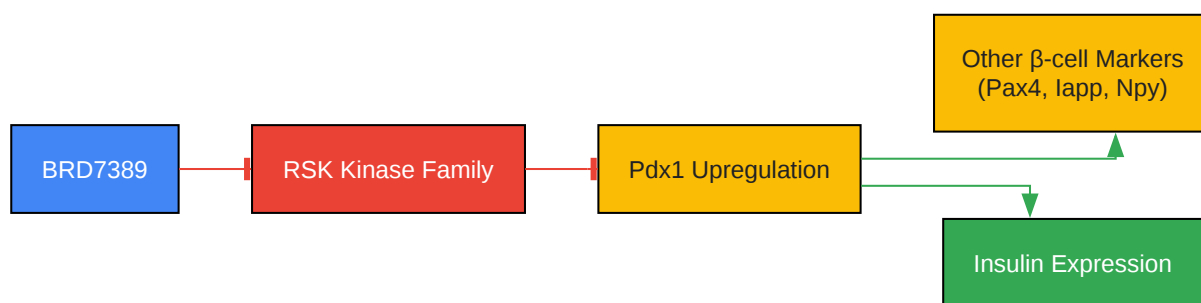 BRD7389
RSK Kinase Family
Pdx1 Upregulation
Other β-cell Markers
(Pax4, Iapp, Npy)
Insulin Expression